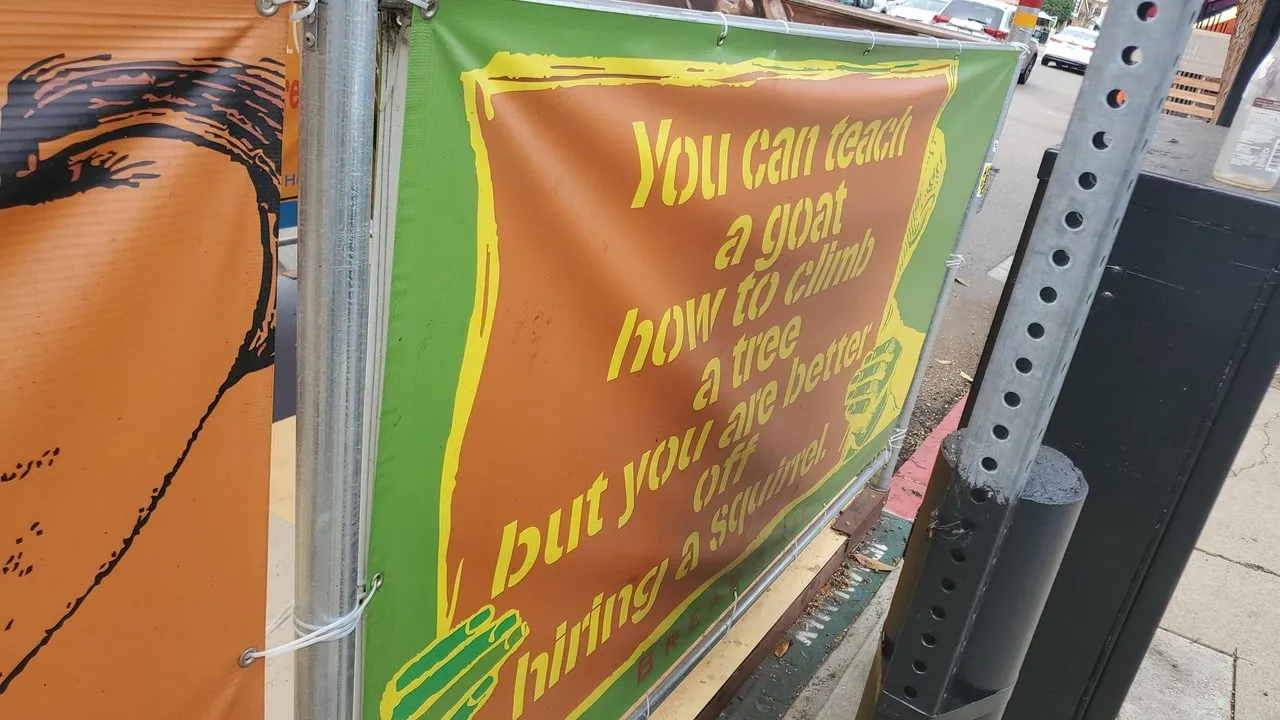 You can teach
a goat
how to climb
a tree
but you are better
off
hiring a squirrel.